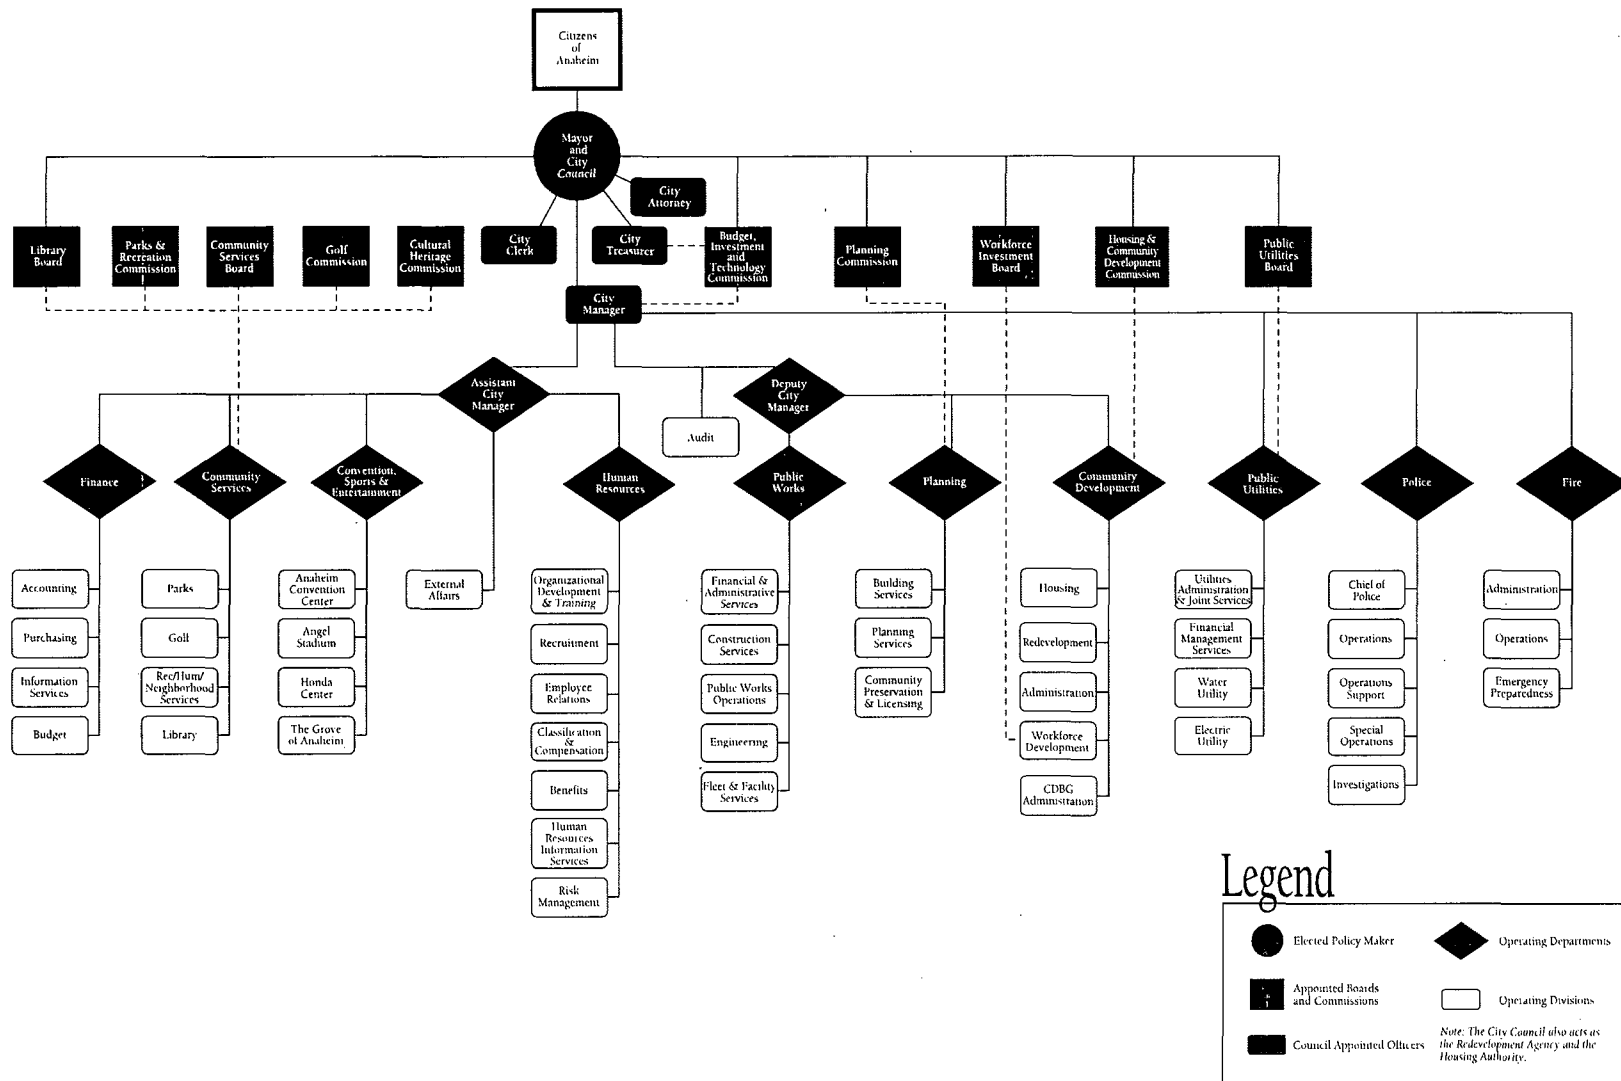 Citizens
of
Anaheim
Mayor
and
City
Council
City
Attorney
City
Clerk
City
Treasurer
Library
Board
Parks &
Recreation
Commission
Community
Services
Board
Golf
Commission
Cultural
Heritage
Commission
Budget,
Investment
and
Technology
Commission
Planning
Commission
Workforce
Investment
Board
Housing &
Community
Development
Commission
Public
Utilities
Board
City
Manager
Assistant
City
Manager
Deputy
City
Manager
Audit
Finance
Community
Services
Convention,
Sports &
Entertainment
Human
Resources
Public
Works
Planning
Community
Development
Public
Utilities
Police
Fire
Accounting
Purchasing
Information
Services
Budget
Parks
Golf
Rec/Hum/
Neighborhood
Services
Library
Anaheim
Convention
Center
Angel
Stadium
Honda
Center
The Grove
of Anaheim
External
Affairs
Organizational
Development
& Training
Recruitment
Employee
Relations
Classification
&
Compensation
Benefits
Human
Resources
Information
Services
Risk
Management
Financial &
Administrative
Services
Construction
Services
Public Works
Operations
Engineering
Fleet & Facility
Services
Building
Services
Planning
Services
Community
Preservation
& Licensing
Housing
Redevelopment
Administration
Workforce
Development
CDBG
Administration
Utilities
Administration
& Joint Services
Financial
Management
Services
Water
Utility
Electric
Utility
Chief of
Police
Operations
Operations
Support
Special
Operations
Investigations
Administration
Operations
Emergency
Preparedness
Legend
Elected Policy Maker
Operating Departments
Appointed Boards
and Commissions
Operating Divisions
Council Appointed Officers
Note: The City Council also acts as
the Redevelopment Agency and the
Housing Authority.